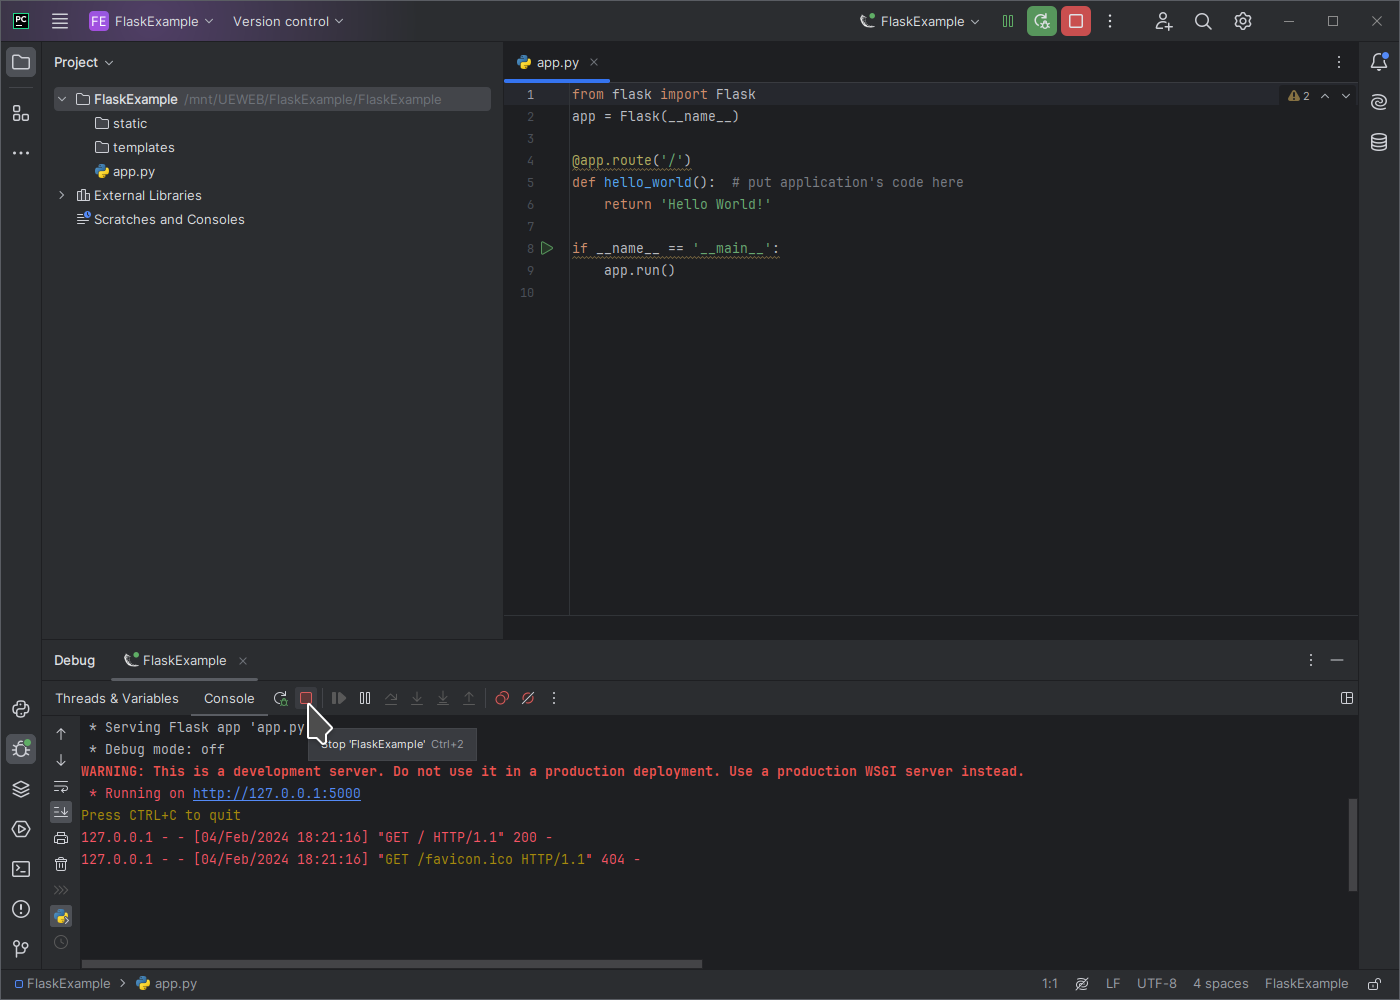 PC
FE FlaskExample
Version control
FlaskExample
Project
app.py
FlaskExample /mnt/UEWEB/FlaskExample/FlaskExample
static
templates
app.py
External Libraries
Scratches and Consoles
1 from flask import Flask
2 app = Flask(__name__)
3
4 @app.route('/')
5 def hello_world():  # put application's code here
6     return 'Hello World!'
7
8 if __name__ == '__main__':
9     app.run()
10
2
Debug
FlaskExample
Threads & Variables
Console
* Serving Flask app 'app.py
Stop 'FlaskExample' Ctrl+2
* Debug mode: off
WARNING: This is a development server. Do not use it in a production deployment. Use a production WSGI server instead.
* Running on http://127.0.0.1:5000
Press CTRL+C to quit
127.0.0.1 - - [04/Feb/2024 18:21:16] "GET / HTTP/1.1" 200 -
127.0.0.1 - - [04/Feb/2024 18:21:16] "GET /favicon.ico HTTP/1.1" 404 -
FlaskExample > app.py
1:1
LF
UTF-8
4 spaces
FlaskExample